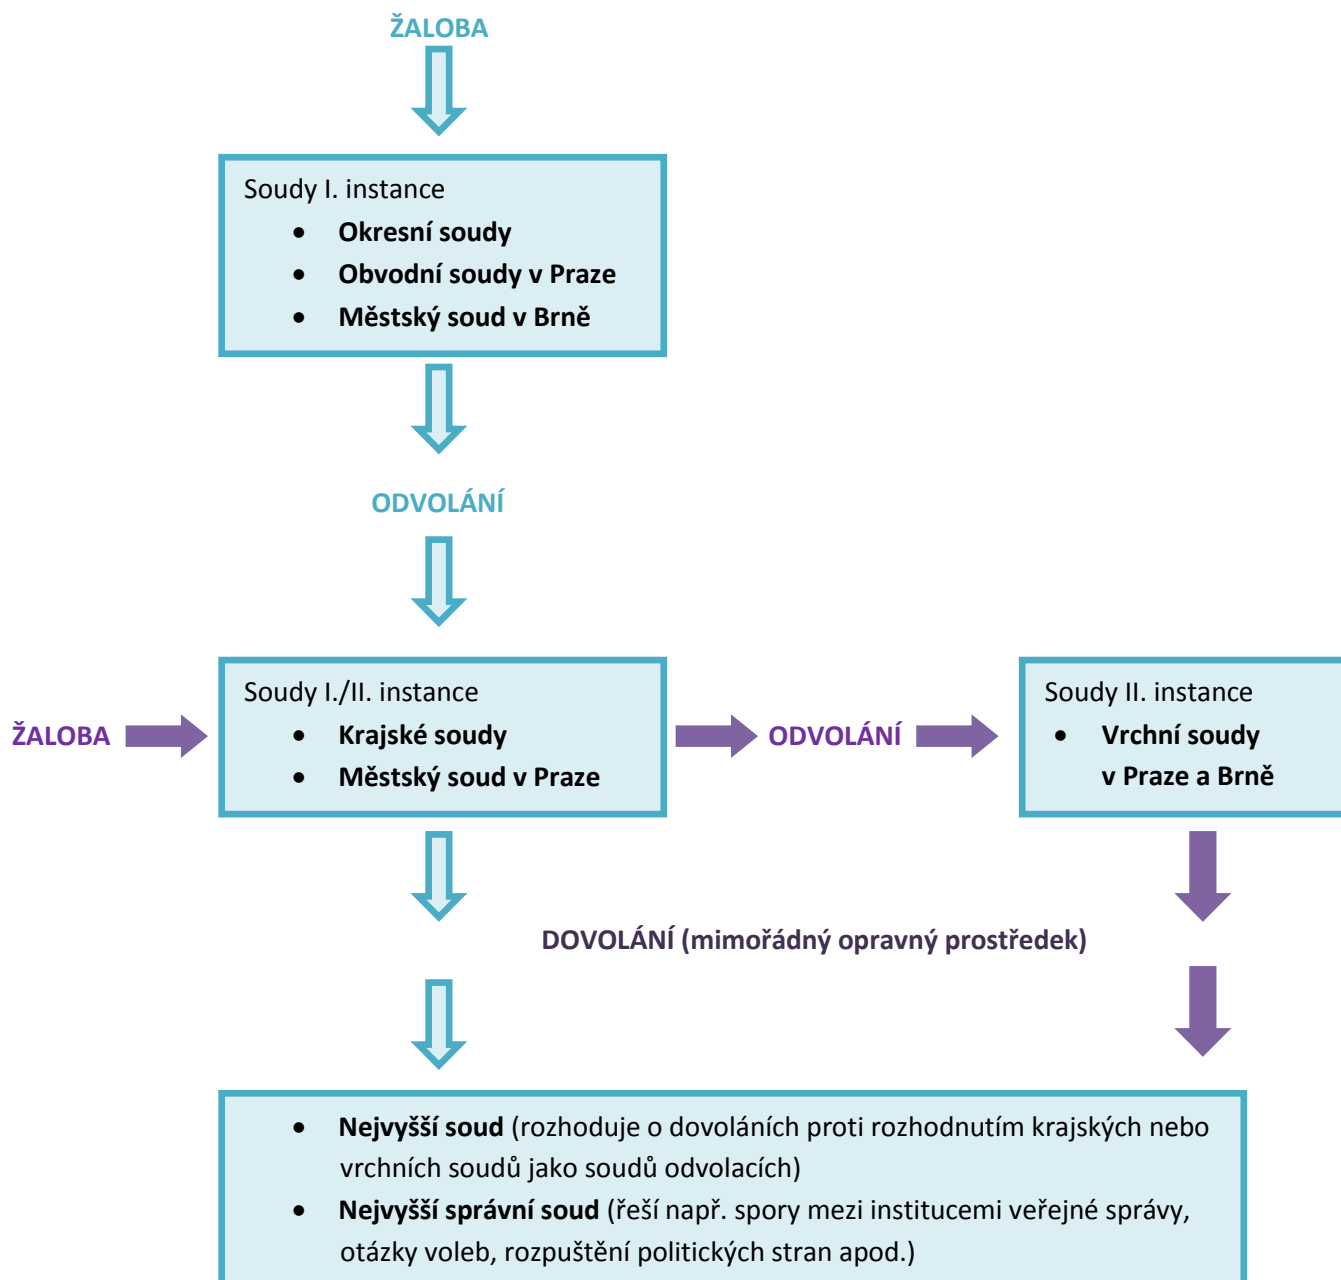 ŽALOBA
Soudy I. instance
• Okresní soudy
• Obvodní soudy v Praze
• Městský soud v Brně
ODVOLÁNÍ
ŽALOBA
Soudy I./II. instance
• Krajské soudy
• Městský soud v Praze
ODVOLÁNÍ
Soudy II. instance
• Vrchní soudy
v Praze a Brně
DOVOLÁNÍ (mimořádný opravný prostředek)
• Nejvyšší soud (rozhoduje o dovoláních proti rozhodnutím krajských nebo
vrchních soudů jako soudů odvolacích)
• Nejvyšší správní soud (řeší např. spory mezi institucemi veřejné správy,
otázky voleb, rozpuštění politických stran apod.)